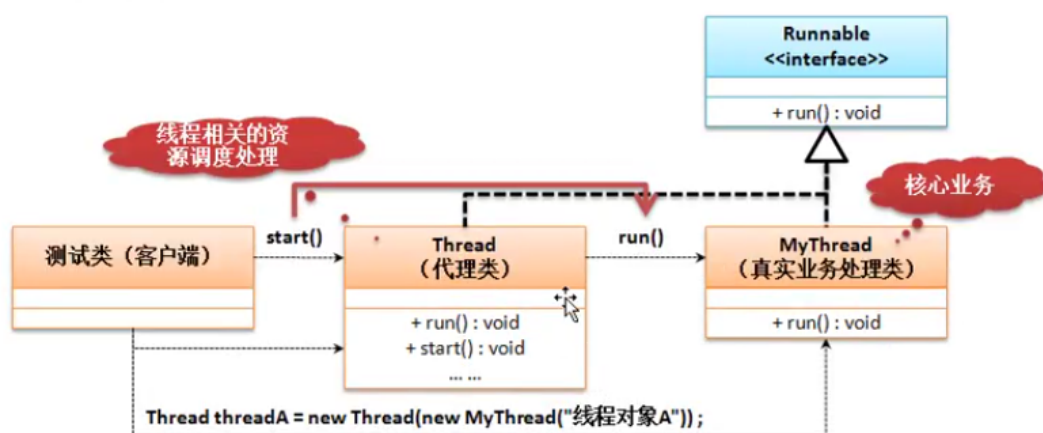 Runnable
<<interface>>
+ run() : void
线程相关的资
源调度处理
核心业务
测试类（客户端）
start()
Thread
（代理类）
+ run() : void
+ start() : void
... ...
run()
MyThread
（真实业务处理类）
+ run() : void
Thread threadA = new Thread(new MyThread("线程对象A")) ;